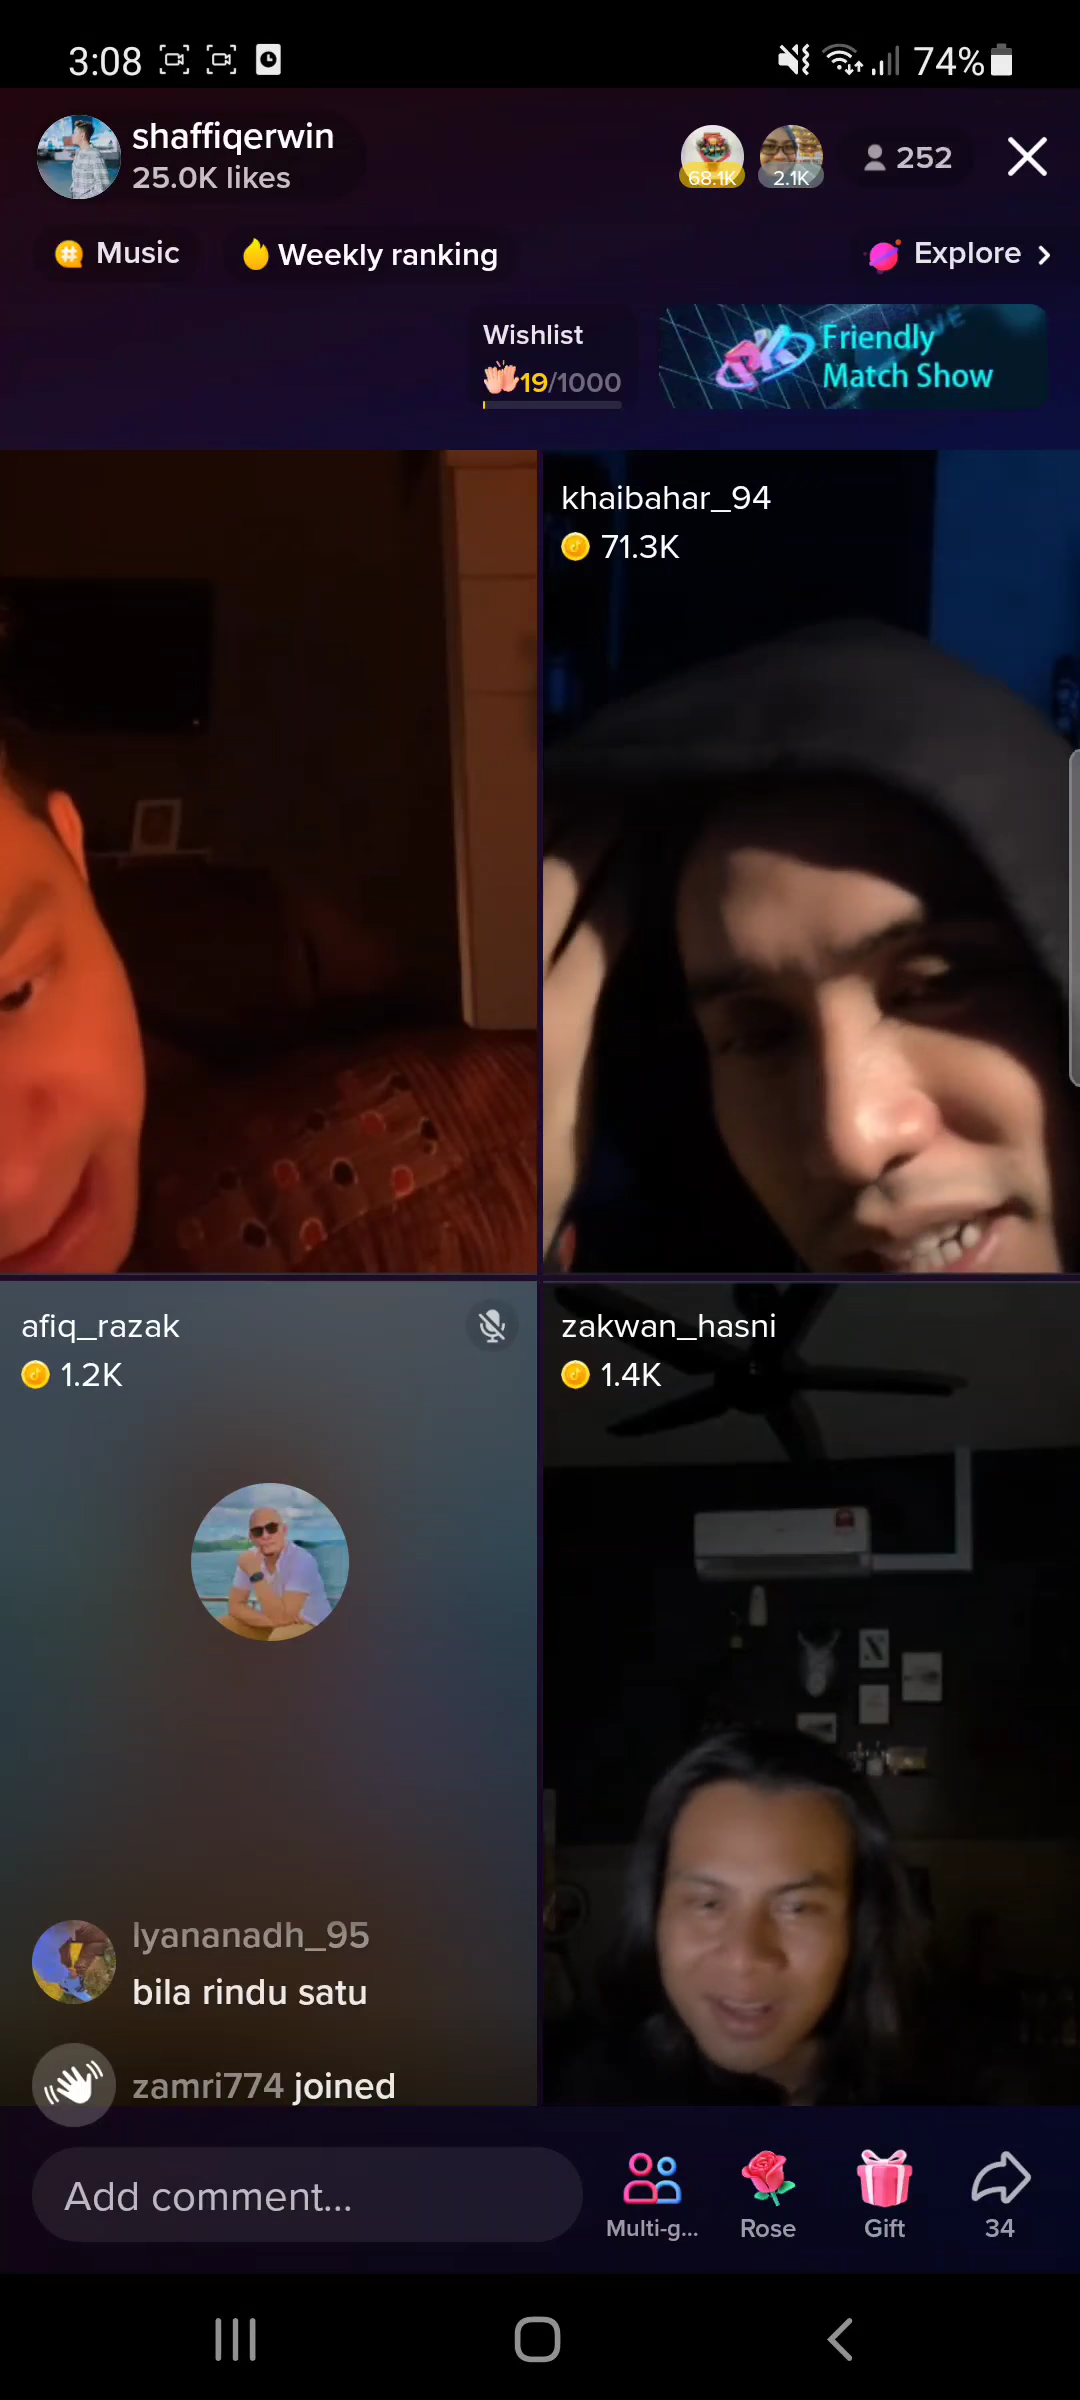 3:08 74%
shaffiqerwin
25.0K likes
68.1K 2.1K 252
Music Weekly ranking Explore
Wishlist
19/1000
Friendly
Match Show
LIVE
khaibahar_94
71.3K
afiq_razak
1.2K
zakwan_hasni
1.4K
lyananadh_95
bila rindu satu
zamri774 joined
Add comment...
Multi-g... Rose Gift 34